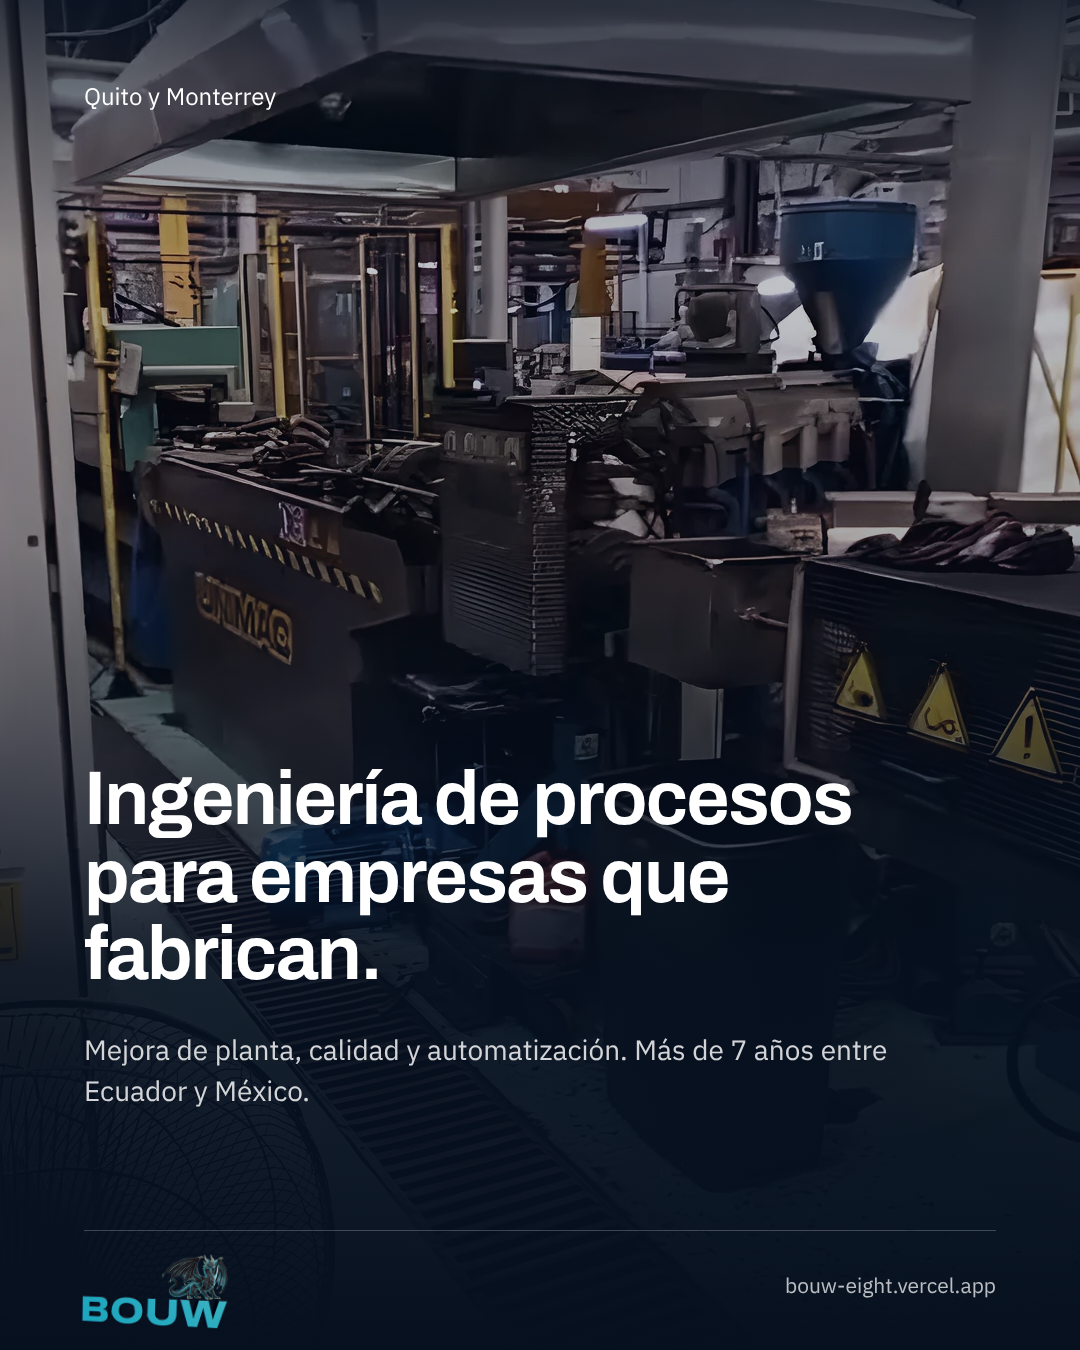 Quito y Monterrey
UNIMAQ
Ingeniería de procesos
para empresas que
fabrican.
Mejora de planta, calidad y automatización. Más de 7 años entre
Ecuador y México.
BOUW
bouw-eight.vercel.app